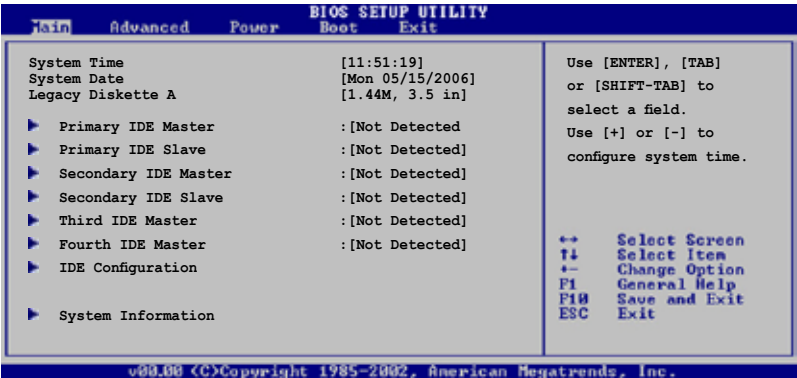 BIOS SETUP UTILITY
Main Advanced Power Boot Exit
System Time [11:51:19]
System Date [Mon 05/15/2006]
Legacy Diskette A [1.44M, 3.5 in]
Primary IDE Master :[Not Detected
Primary IDE Slave :[Not Detected]
Secondary IDE Master :[Not Detected]
Secondary IDE Slave :[Not Detected]
Third IDE Master :[Not Detected]
Fourth IDE Master :[Not Detected]
IDE Configuration
System Information
Use [ENTER], [TAB]
or [SHIFT-TAB] to
select a field.
Use [+] or [-] to
configure system time.
←→ Select Screen
↑↓ Select Item
+- Change Option
F1 General Help
F10 Save and Exit
ESC Exit
v00.00 (C)Copyright 1985-2002, American Megatrends, Inc.